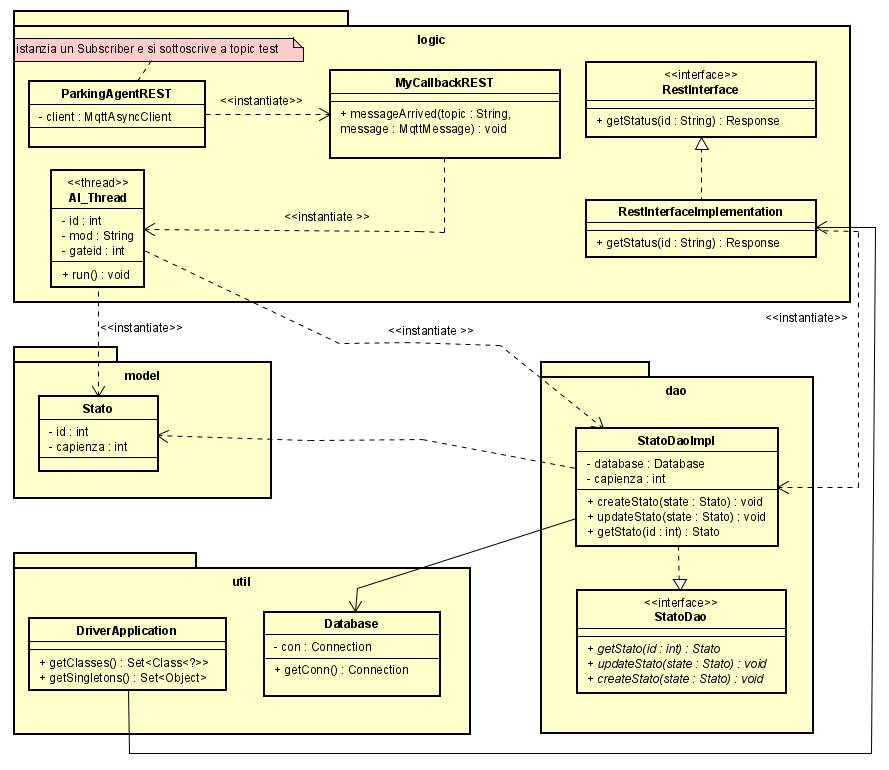 logic
istanzia un Subscriber e si sottoscrive a topic test
ParkingAgentREST
- client : MqttAsyncClient
<<instantiate>>
MyCallbackREST
+ messageArrived(topic : String,
message : MqttMessage) : void
<<interface>>
RestInterface
+ getStatus(id : String) : Response
<<thread>>
AI_Thread
- id : int
- mod : String
- gateid : int
+ run() : void
<<instantiate >>
RestInterfaceImplementation
+ getStatus(id : String) : Response
<<instantiate>>
<<instantiate >>
<<instantiate>>
model
Stato
- id : int
- capienza : int
dao
StatoDaoImpl
- database : Database
- capienza : int
+ createStato(state : Stato) : void
+ updateStato(state : Stato) : void
+ getStato(id : int) : Stato
<<interface>>
StatoDao
+ getStato(id : int) : Stato
+ updateStato(state : Stato) : void
+ createStato(state : Stato) : void
util
DriverApplication
+ getClasses() : Set<Class<?>>
+ getSingletons() : Set<Object>
Database
- con : Connection
+ getConn() : Connection